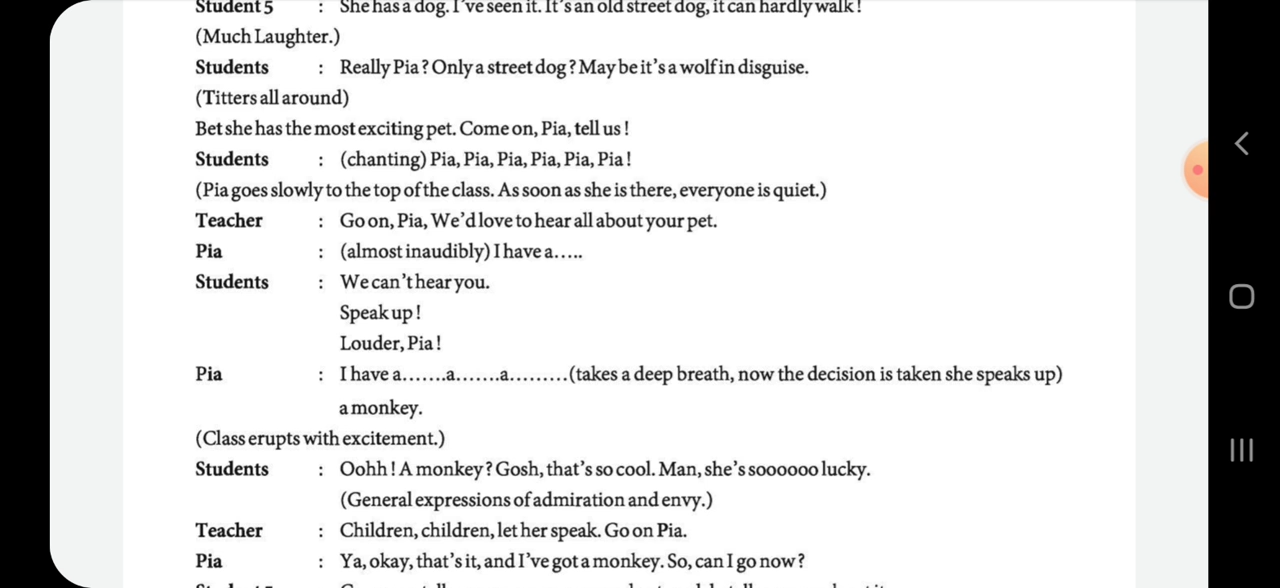 Student 5 : She has a dog. I've seen it. It's an old street dog, it can hardly walk !
(Much Laughter.)
Students : Really Pia ? Only a street dog ? May be it's a wolf in disguise.
(Titters all around)
Bet she has the most exciting pet. Come on, Pia, tell us !
Students : (chanting) Pia, Pia, Pia, Pia, Pia, Pia !
(Pia goes slowly to the top of the class. As soon as she is there, everyone is quiet.)
Teacher : Go on, Pia, We'd love to hear all about your pet.
Pia : (almost inaudibly) I have a.....
Students : We can't hear you.
Speak up !
Louder, Pia !
Pia : I have a.......a.......a.........(takes a deep breath, now the decision is taken she speaks up)
a monkey.
(Class erupts with excitement.)
Students : Oohh ! A monkey ? Gosh, that's so cool. Man, she's soooooo lucky.
(General expressions of admiration and envy.)
Teacher : Children, children, let her speak. Go on Pia.
Pia : Ya, okay, that's it, and I've got a monkey. So, can I go now?